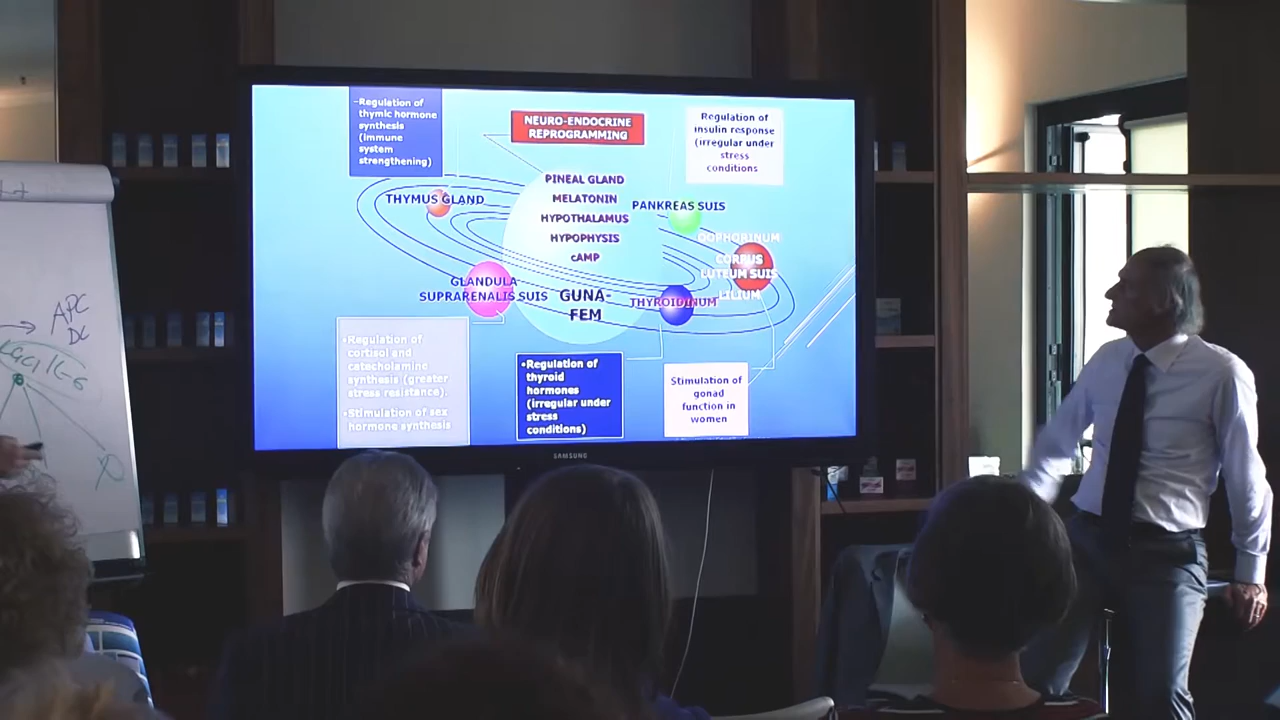 -Regulation of
thymic hormone
synthesis
(immune
system
strengthening)
NEURO-ENDOCRINE
REPROGRAMMING
Regulation of
insulin response
(irregular under
stress
conditions
PINEAL GLAND
MELATONIN
HYPOTHALAMUS
HYPOPHYSIS
cAMP
THYMUS GLAND
PANKREAS SUIS
OOPHORINUM
CORPUS
LUTEUM SUIS
LILIUM
GLANDULA
SUPRARENALIS SUIS
GUNA-
FEM
THYROIDINUM
•Regulation of
cortisol and
catecholamine
synthesis (greater
stress resistance).
•Stimulation of sex
hormone synthesis
•Regulation of
thyroid
hormones
(irregular under
stress
conditions)
Stimulation of
gonad
function in
women
SAMSUNG
APC
DC